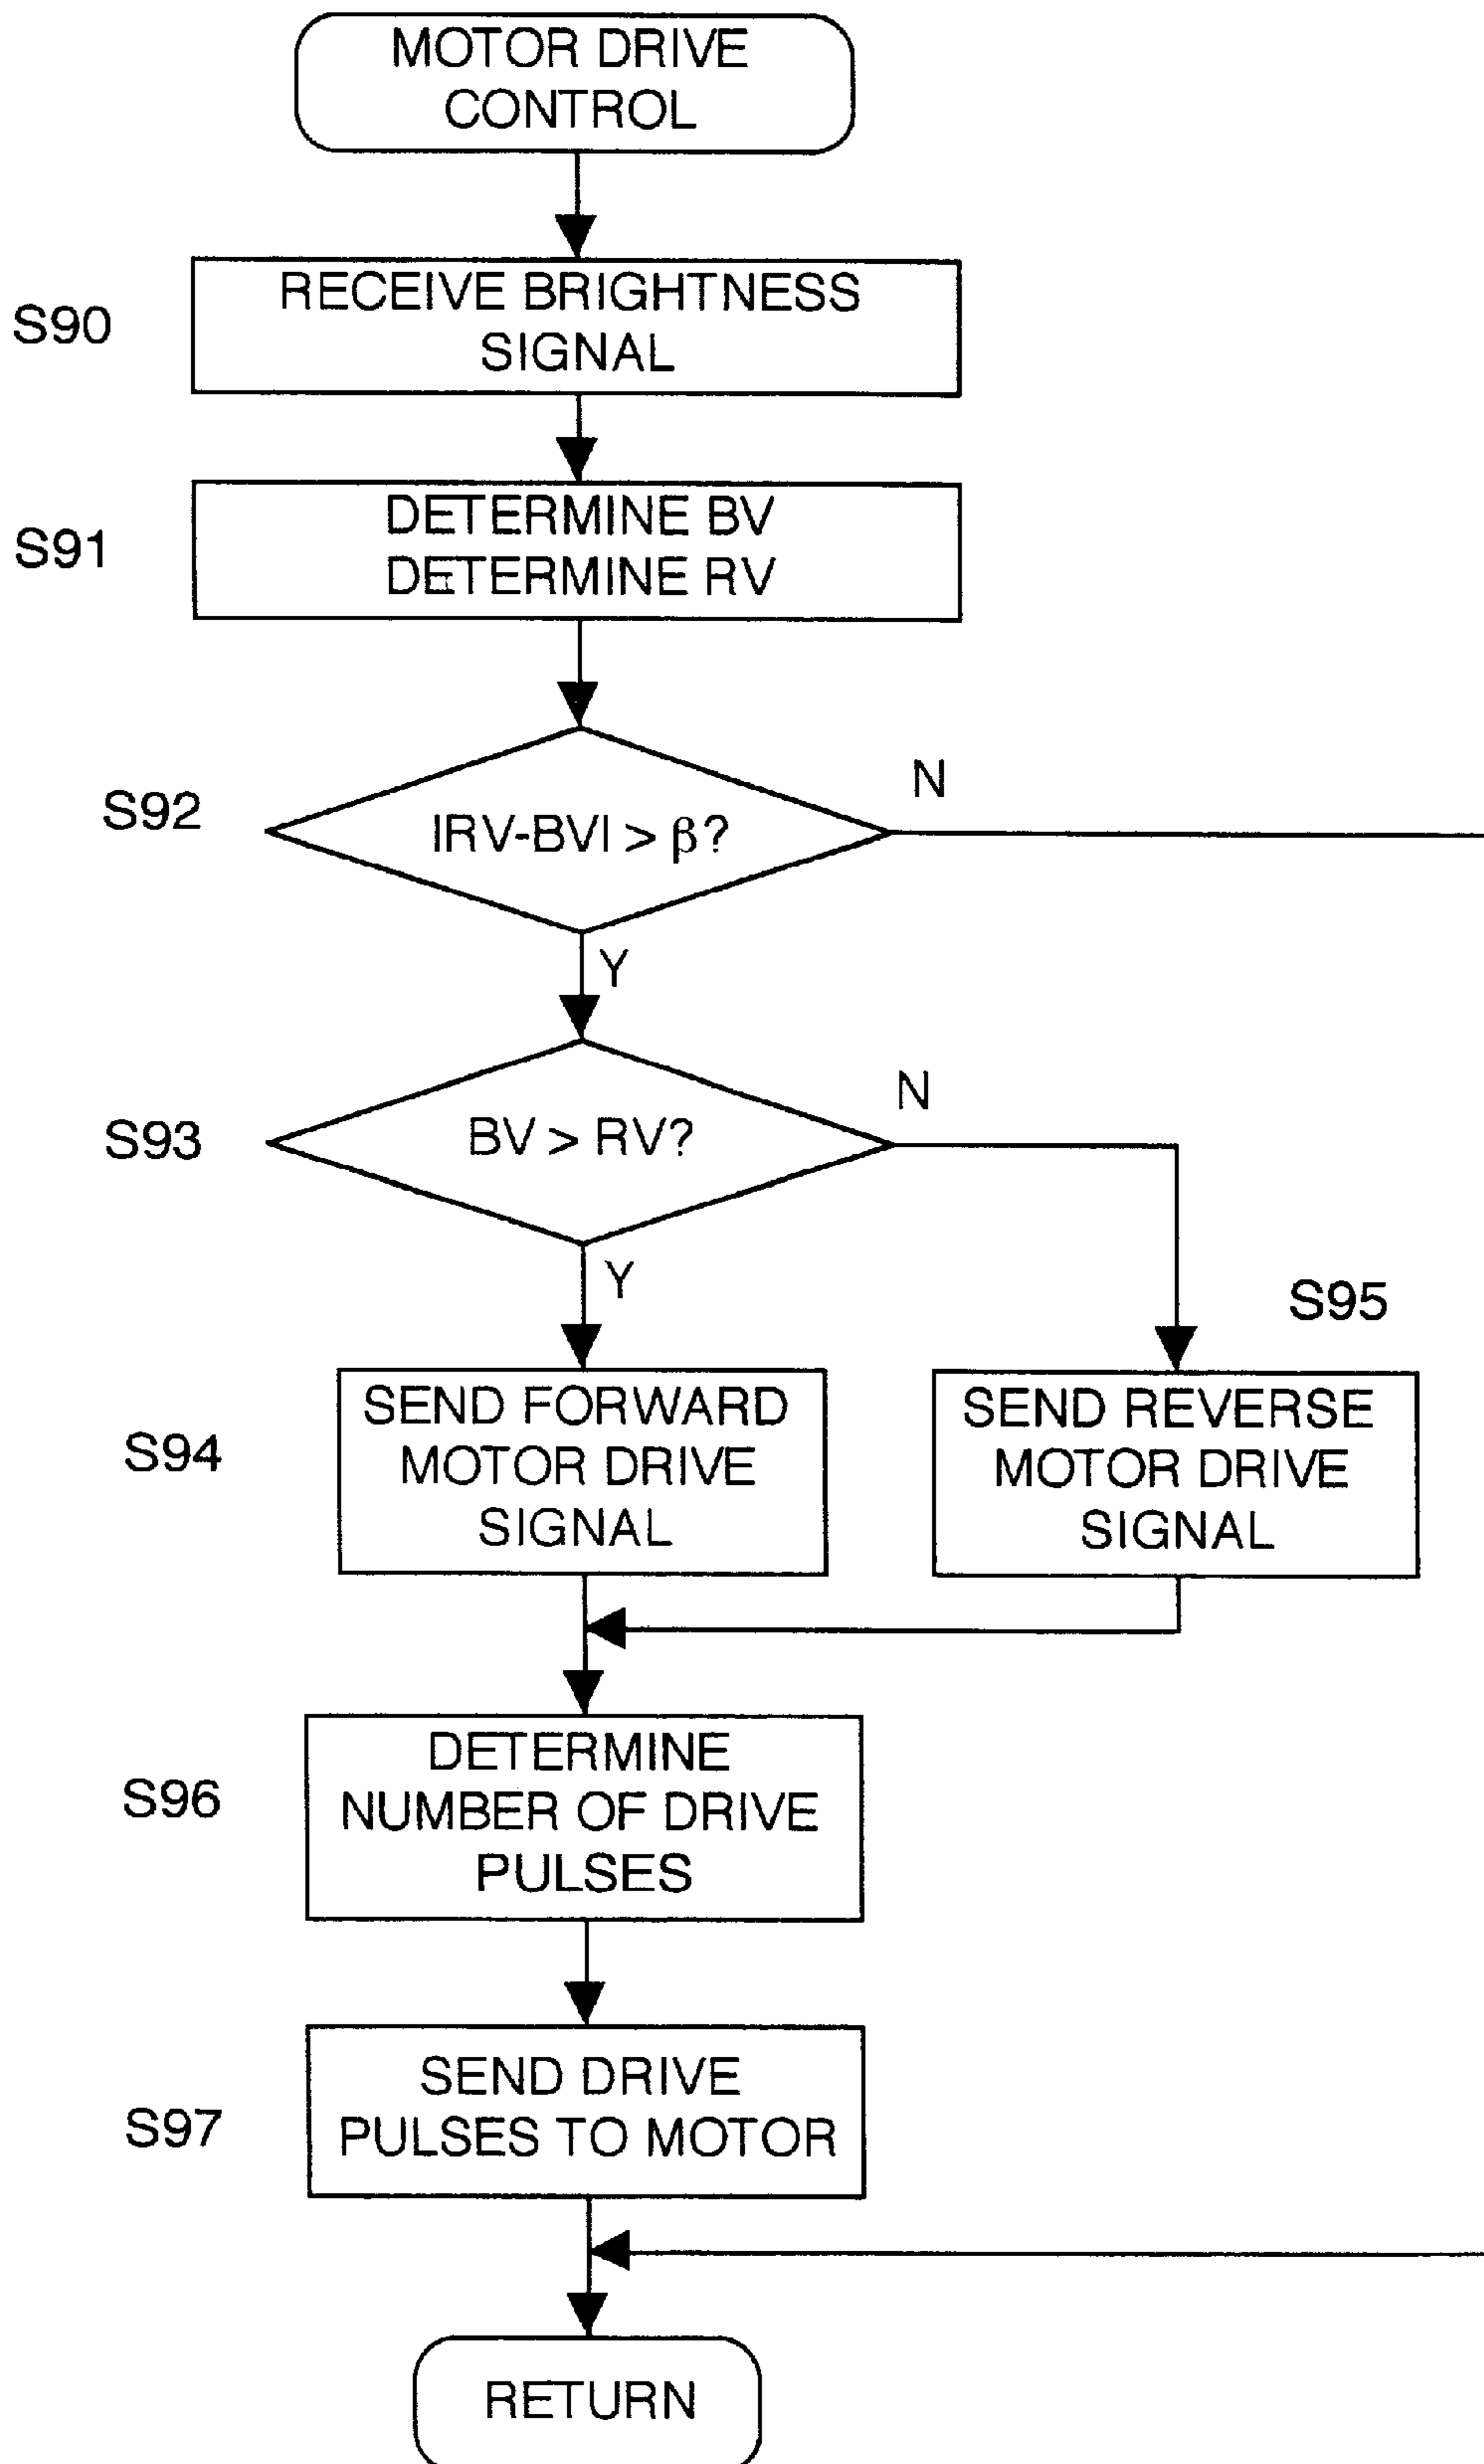 MOTOR DRIVE
CONTROL
S90
RECEIVE BRIGHTNESS
SIGNAL
S91
DETERMINE BV
DETERMINE RV
S92
IRV-BVI > β?
N
Y
S93
BV > RV?
N
Y
S94
SEND FORWARD
MOTOR DRIVE
SIGNAL
S95
SEND REVERSE
MOTOR DRIVE
SIGNAL
S96
DETERMINE
NUMBER OF DRIVE
PULSES
S97
SEND DRIVE
PULSES TO MOTOR
RETURN